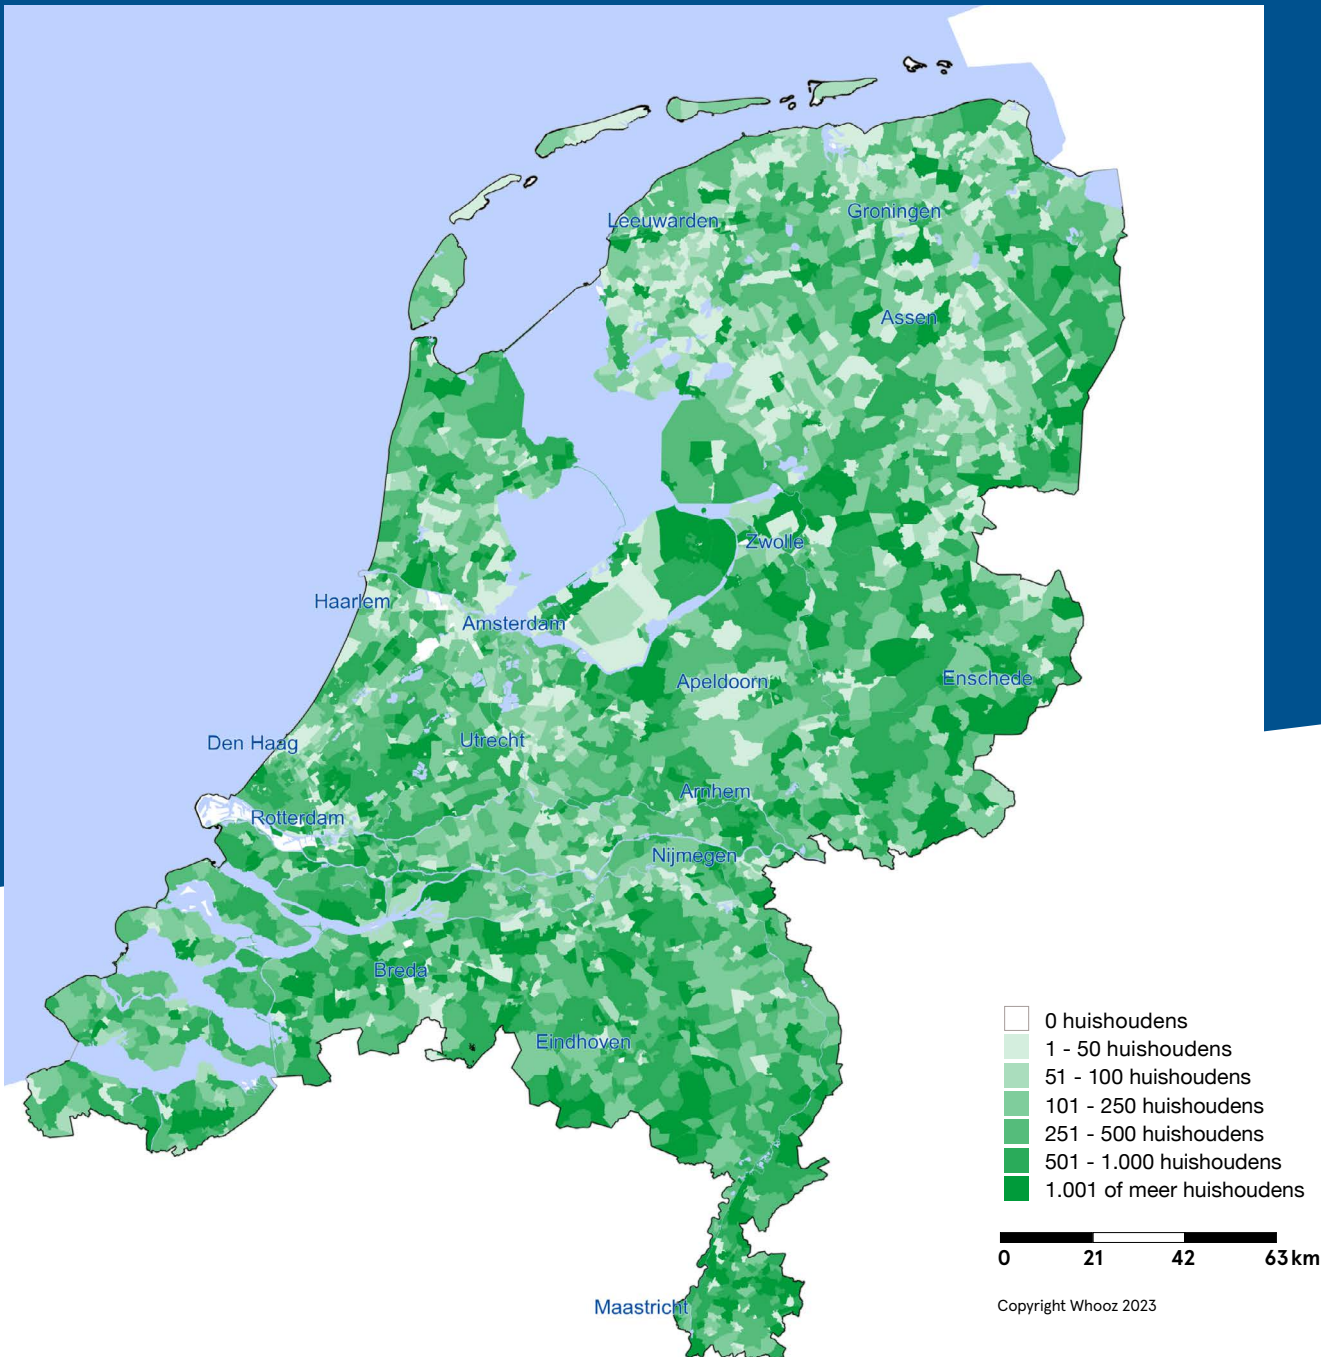 Leeuwarden
Groningen
Assen
Zwolle
Haarlem
Amsterdam
Apeldoorn
Enschede
Den Haag
Utrecht
Arnhem
Rotterdam
Nijmegen
Breda
Eindhoven
Maastricht
0 huishoudens
1 - 50 huishoudens
51 - 100 huishoudens
101 - 250 huishoudens
251 - 500 huishoudens
501 - 1.000 huishoudens
1.001 of meer huishoudens
0 21 42 63 km
Copyright Whooz 2023